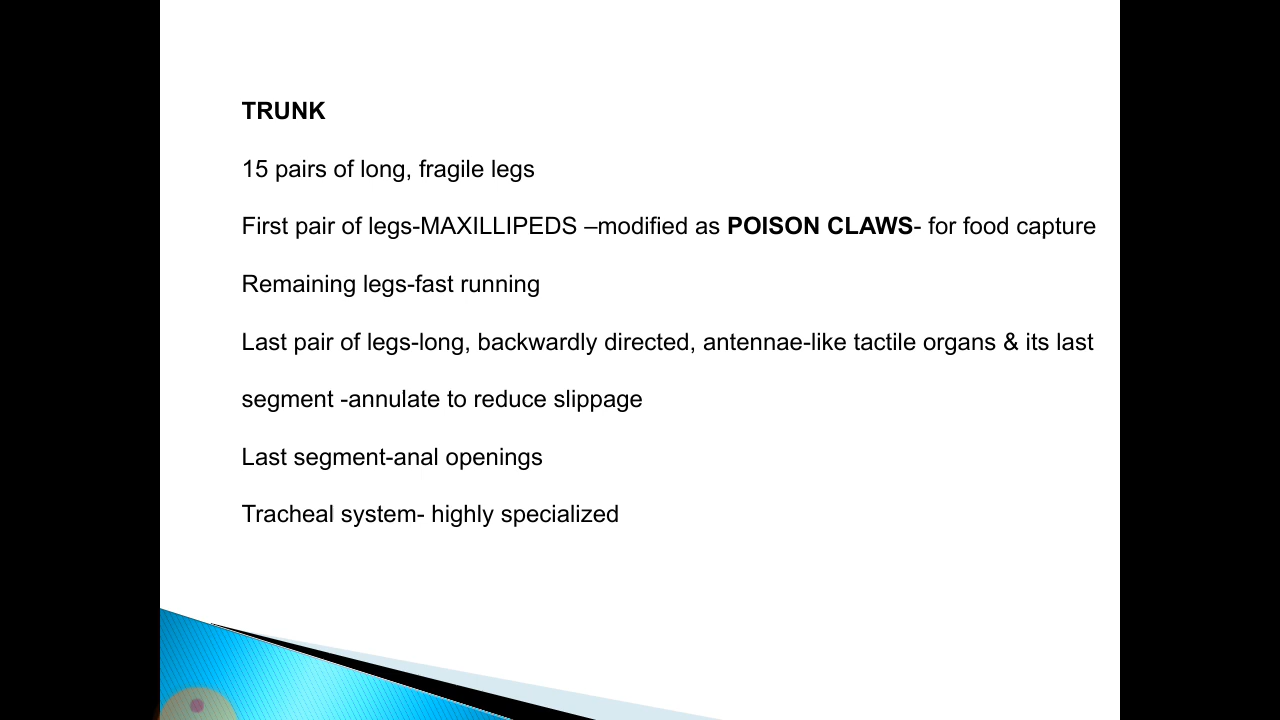 TRUNK
15 pairs of long, fragile legs
First pair of legs-MAXILLIPEDS –modified as POISON CLAWS- for food capture
Remaining legs-fast running
Last pair of legs-long, backwardly directed, antennae-like tactile organs & its last
segment -annulate to reduce slippage
Last segment-anal openings
Tracheal system- highly specialized